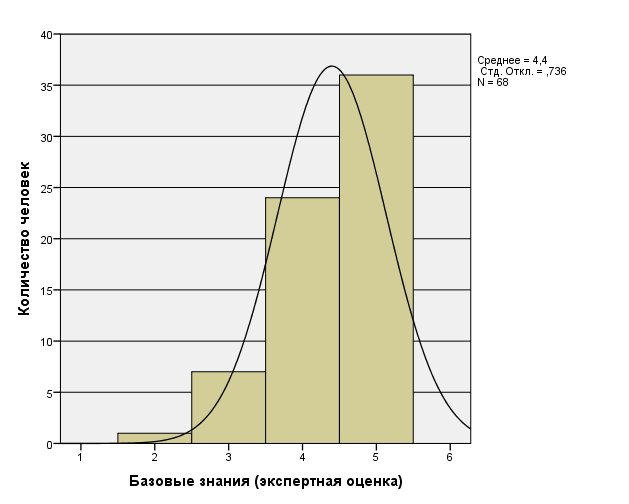 40
35
30
25
20
15
10
5
0
1 2 3 4 5 6
Количество человек
Базовые знания (экспертная оценка)
Среднее = 4,4
Стд. Откл. = ,736
N = 68